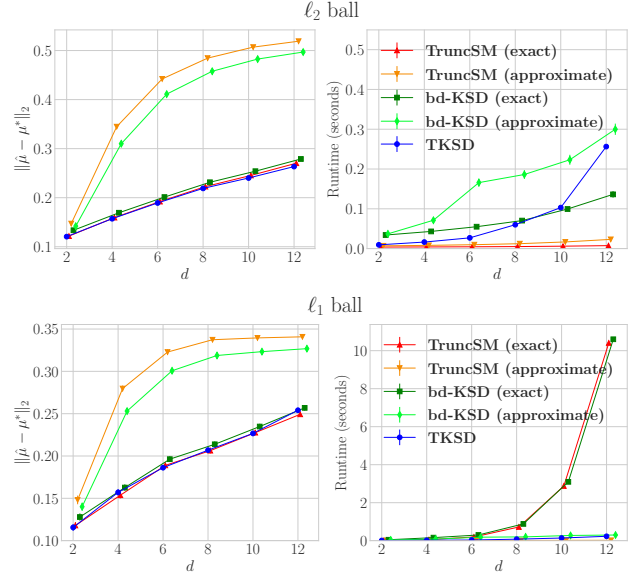 ℓ2 ball
0.5
0.4
0.3
0.2
0.1
2 4 6 8 10 12
d
||μ̂ − μ*||2
0.5
0.4
0.3
0.2
0.1
0.0
2 4 6 8 10 12
d
Runtime (seconds)
TruncSM (exact)
TruncSM (approximate)
bd-KSD (exact)
bd-KSD (approximate)
TKSD
ℓ1 ball
0.35
0.30
0.25
0.20
0.15
0.10
2 4 6 8 10 12
d
||μ̂ − μ*||2
10
8
6
4
2
0
2 4 6 8 10 12
d
Runtime (seconds)
TruncSM (exact)
TruncSM (approximate)
bd-KSD (exact)
bd-KSD (approximate)
TKSD